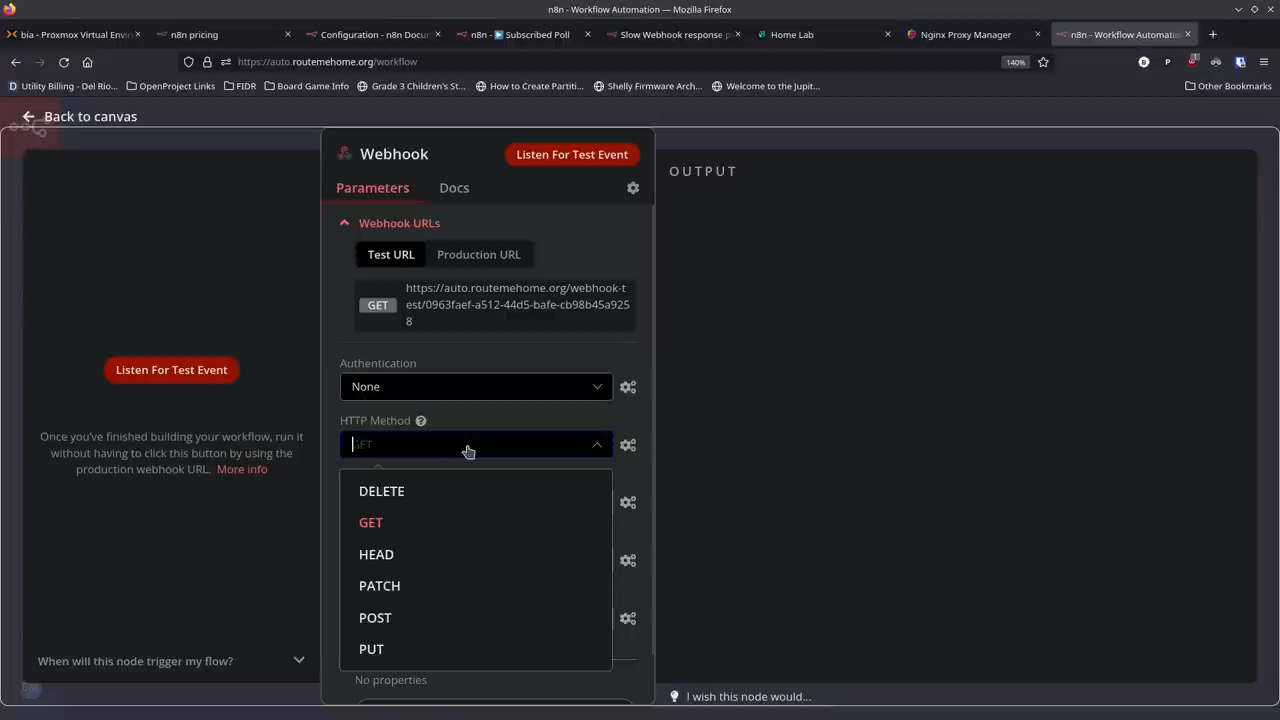 n8n - Workflow Automation — Mozilla Firefox
bia - Proxmox Virtual Envir
n8n pricing
Configuration - n8n Docu
n8n - Subscribed Poll
Slow Webhook response p
Home Lab
Nginx Proxy Manager
n8n - Workflow Automat
https://auto.routemehome.org/workflow
140%
Utility Billing - Del Rio...
OpenProject Links
FIDR
Board Game Info
Grade 3 Children's St...
How to Create Partiti...
Shelly Firmware Arch...
Welcome to the Jupit...
Other Bookmarks
Back to canvas
Webhook
Listen For Test Event
Parameters
Docs
OUTPUT
Webhook URLs
Test URL
Production URL
GET
https://auto.routemehome.org/webhook-t
est/0963faef-a512-44d5-bafe-cb98b45a925
8
Authentication
None
HTTP Method
GET
DELETE
GET
HEAD
PATCH
POST
PUT
No properties
Listen For Test Event
Once you've finished building your workflow, run it
without having to click this button by using the
production webhook URL. More info
When will this node trigger my flow?
BM
I wish this node would...